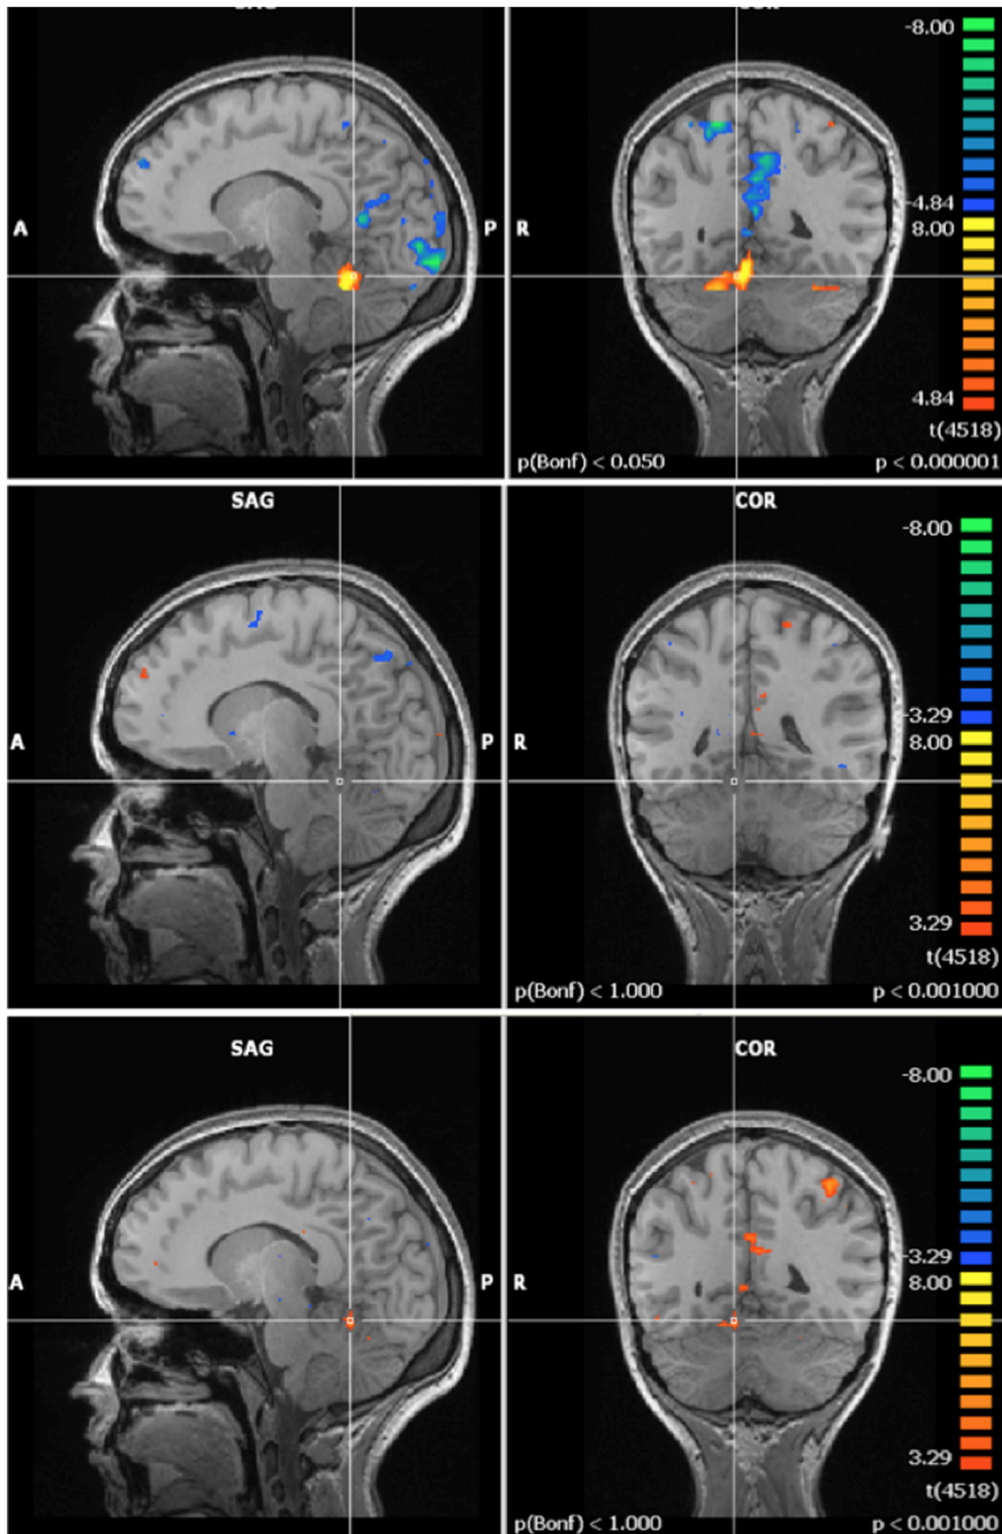 SAG
COR
-8.00
A
P
R
-4.84
8.00
4.84
t(4518)
p(Bonf) < 0.050
p < 0.000001
SAG
COR
-8.00
A
P
R
-3.29
8.00
3.29
t(4518)
p(Bonf) < 1.000
p < 0.001000
SAG
COR
-8.00
A
P
R
-3.29
8.00
3.29
t(4518)
p(Bonf) < 1.000
p < 0.001000